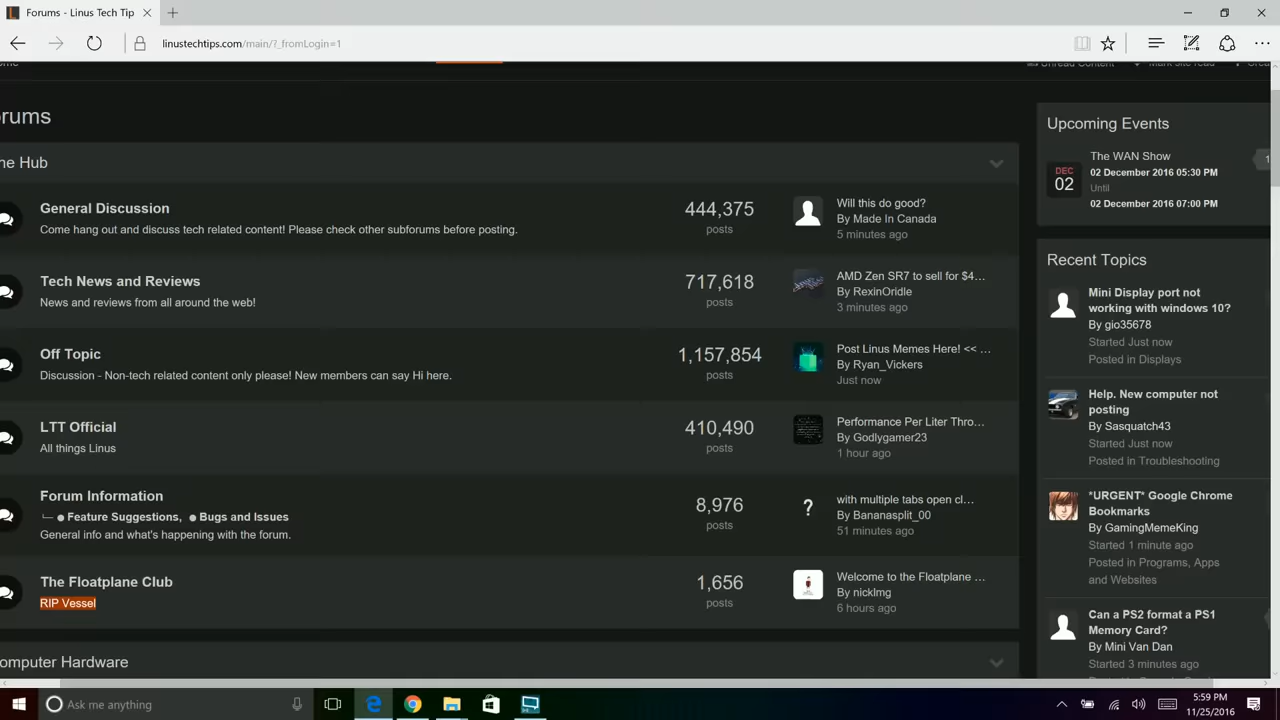 Forums - Linus Tech Tip
linustechtips.com/main/?_fromLogin=1
Unread Content
Mark site read
orums
he Hub
General Discussion
Come hang out and discuss tech related content! Please check other subforums before posting.
444,375
posts
Will this do good?
By Made In Canada
5 minutes ago
Tech News and Reviews
News and reviews from all around the web!
717,618
posts
AMD Zen SR7 to sell for $4…
By RexinOridle
3 minutes ago
Off Topic
Discussion - Non-tech related content only please! New members can say Hi here.
1,157,854
posts
Post Linus Memes Here! << …
By Ryan_Vickers
Just now
LTT Official
All things Linus
410,490
posts
Performance Per Liter Thro…
By Godlygamer23
1 hour ago
Forum Information
Feature Suggestions, Bugs and Issues
General info and what's happening with the forum.
8,976
posts
?
with multiple tabs open cl…
By Bananasplit_00
51 minutes ago
The Floatplane Club
RIP Vessel
1,656
posts
Welcome to the Floatplane …
By nicklmg
6 hours ago
omputer Hardware
Upcoming Events
DEC
02
The WAN Show
02 December 2016 05:30 PM
Until
02 December 2016 07:00 PM
1
Recent Topics
Mini Display port not
working with windows 10?
By gio35678
Started Just now
Posted in Displays
Help. New computer not
posting
By Sasquatch43
Started Just now
Posted in Troubleshooting
*URGENT* Google Chrome
Bookmarks
By GamingMemeKing
Started 1 minute ago
Posted in Programs, Apps
and Websites
Can a PS2 format a PS1
Memory Card?
By Mini Van Dan
Started 3 minutes ago
Ask me anything
5:59 PM
11/25/2016